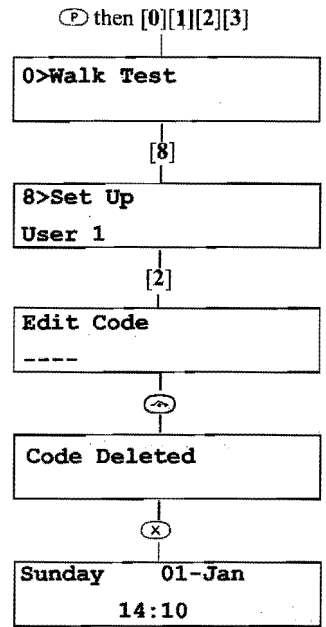 Ⓟ then [0][1][2][3]
0>Walk Test
[8]
8>Set Up
User 1
[2]
Edit Code
----
Code Deleted
Ⓧ
Sunday 01-Jan
14:10